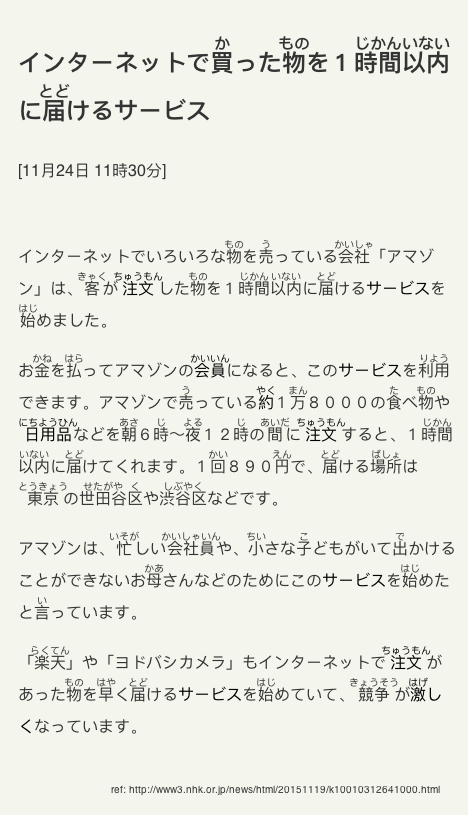 インターネットで買った物を１時間以内
に届けるサービス
[11月24日 11時30分]
インターネットでいろいろな物を売っている会社「アマゾ
ン」は、客が注文した物を１時間以内に届けるサービスを
始めました。
お金を払ってアマゾンの会員になると、このサービスを利用
できます。アマゾンで売っている約１万８０００の食べ物や
日用品などを朝６時～夜１２時の間に注文すると、１時間
以内に届けてくれます。１回８９０円で、届ける場所は
東京の世田谷区や渋谷区などです。
アマゾンは、忙しい会社員や、小さな子どもがいて出かける
ことができないお母さんなどのためにこのサービスを始めた
と言っています。
「楽天」や「ヨドバシカメラ」もインターネットで注文が
あった物を早く届けるサービスを始めていて、競争が激し
くなっています。
ref: http://www3.nhk.or.jp/news/html/20151119/k10010312641000.html